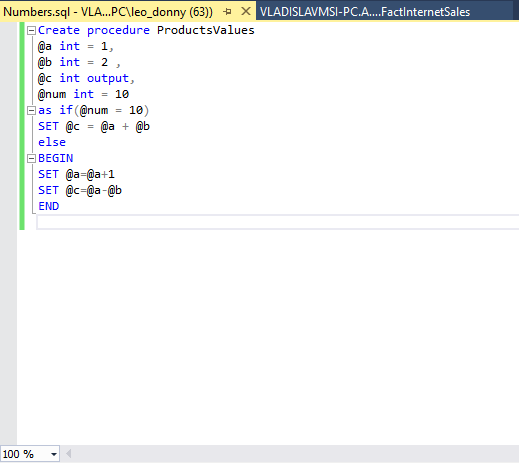 Numbers.sql - VLA...PC\leo_donny (63)) VLADISLAVMSI-PC.A....FactInternetSales
Create procedure ProductsValues
@a int = 1,
@b int = 2 ,
@c int output,
@num int = 10
as if(@num = 10)
SET @c = @a + @b
else
BEGIN
SET @a=@a+1
SET @c=@a-@b
END
100 %